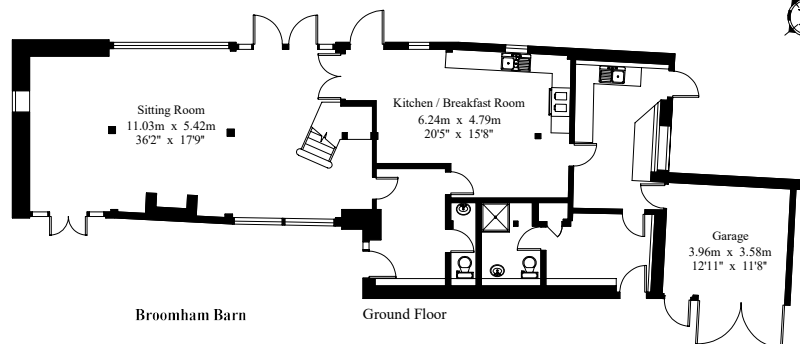 Sitting Room
11.03m x 5.42m
36'2" x 17'9"
Kitchen / Breakfast Room
6.24m x 4.79m
20'5" x 15'8"
Garage
3.96m x 3.58m
12'11" x 11'8"
Broomham Barn
Ground Floor